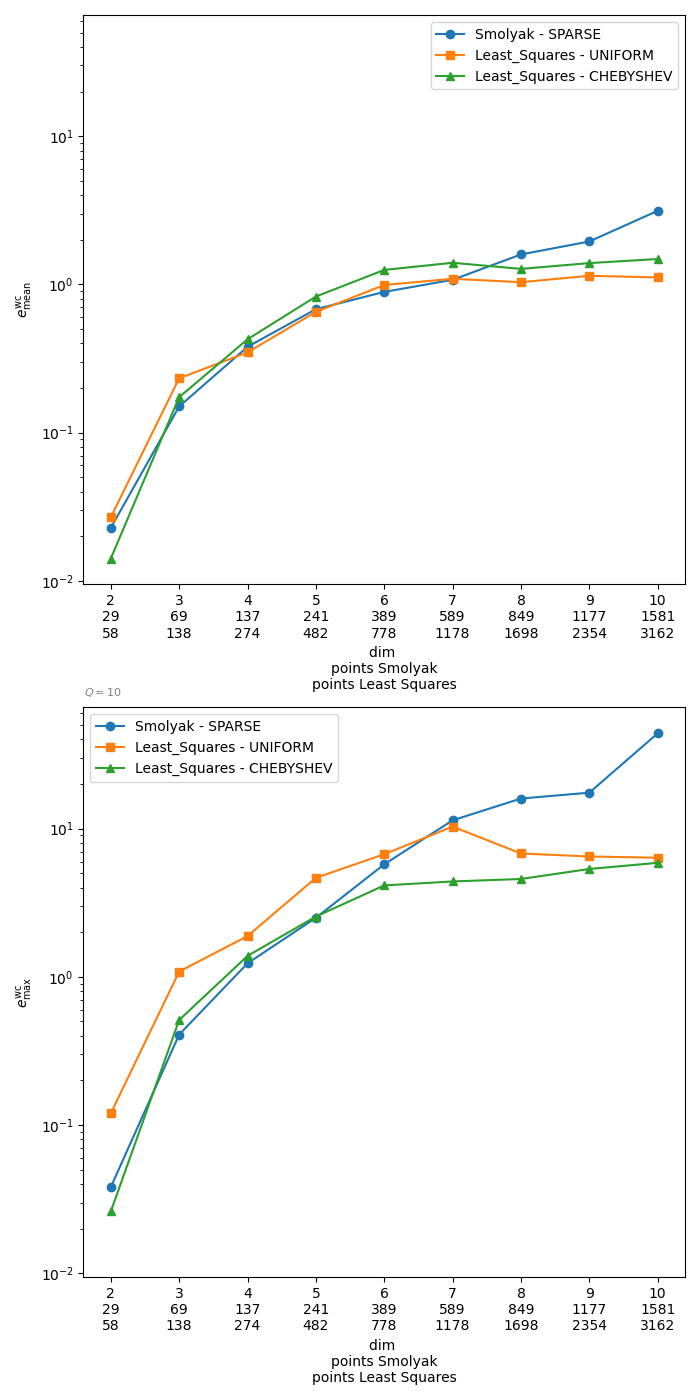 Smolyak - SPARSE
Least_Squares - UNIFORM
Least_Squares - CHEBYSHEV
10¹
10⁰
10⁻¹
10⁻²
e_mean^wc
2 3 4 5 6 7 8 9 10
29 69 137 241 389 589 849 1177 1581
58 138 274 482 778 1178 1698 2354 3162
dim
points Smolyak
points Least Squares
Q = 10
Smolyak - SPARSE
Least_Squares - UNIFORM
Least_Squares - CHEBYSHEV
10¹
10⁰
10⁻¹
10⁻²
e_max^wc
2 3 4 5 6 7 8 9 10
29 69 137 241 389 589 849 1177 1581
58 138 274 482 778 1178 1698 2354 3162
dim
points Smolyak
points Least Squares